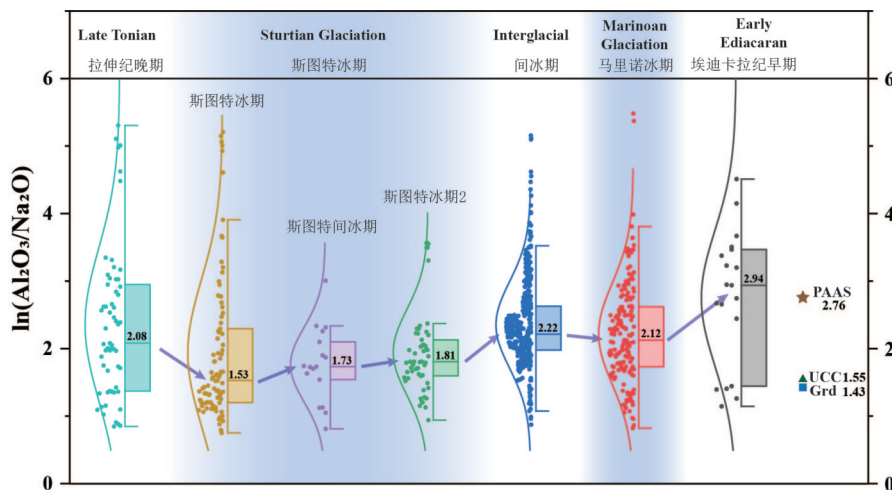 Late Tonian
拉伸纪晚期
Sturtian Glaciation
斯图特冰期
Interglacial
间冰期
Marinoan
Glaciation
马里诺冰期
Early
Ediacaran
埃迪卡拉纪早期
ln(Al₂O₃/Na₂O)
6
4
2
0
6
4
2
0
斯图特冰期
斯图特间冰期
斯图特冰期2
2.08
1.53
1.73
1.81
2.22
2.12
2.94
PAAS
2.76
UCC1.55
Grd 1.43